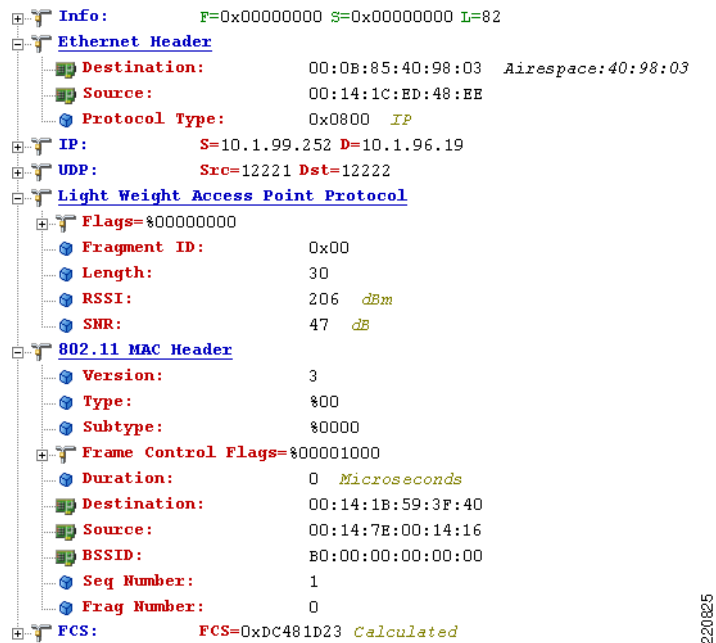 Info: F=0x00000000 S=0x00000000 L=82
Ethernet Header
Destination: 00:0B:85:40:98:03 Airespace:40:98:03
Source: 00:14:1C:ED:48:EE
Protocol Type: 0x0800 IP
IP: S=10.1.99.252 D=10.1.96.19
UDP: Src=12221 Dst=12222
Light Weight Access Point Protocol
Flags=%00000000
Fragment ID: 0x00
Length: 30
RSSI: 206 dBm
SNR: 47 dB
802.11 MAC Header
Version: 3
Type: %00
Subtype: %0000
Frame Control Flags=%00001000
Duration: 0 Microseconds
Destination: 00:14:1B:59:3F:40
Source: 00:14:7E:00:14:16
BSSID: B0:00:00:00:00:00
Seq Number: 1
Frag Number: 0
FCS: FCS=0xDC481D23 Calculated
220825